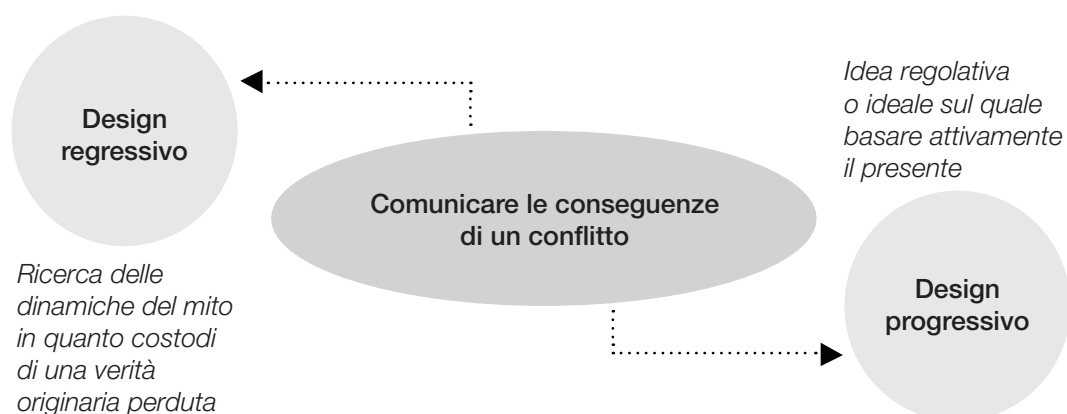 Design
regressivo
Ricerca delle
dinamiche del mito
in quanto custodi
di una verità
originaria perduta
Comunicare le conseguenze
di un conflitto
Idea regolativa
o ideale sul quale
basare attivamente
il presente
Design
progressivo